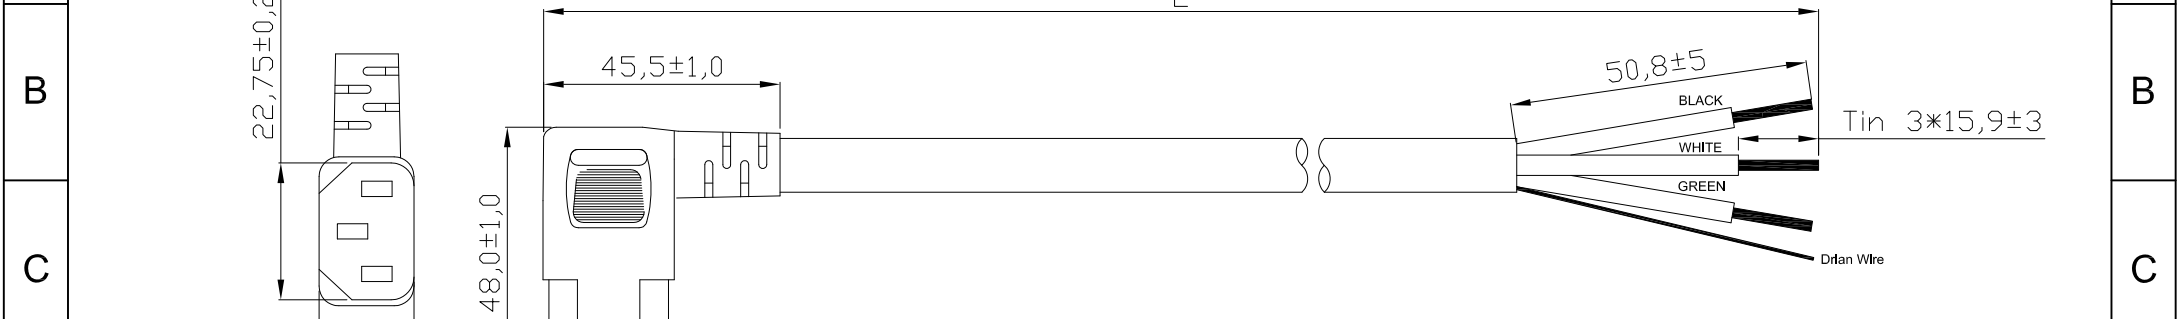 L
22,75±0,2
45,5±1,0
50,8±5
B
BLACK
B
Tin 3*15,9±3
WHITE
GREEN
48,0±1,0
C
Drian Wire
C